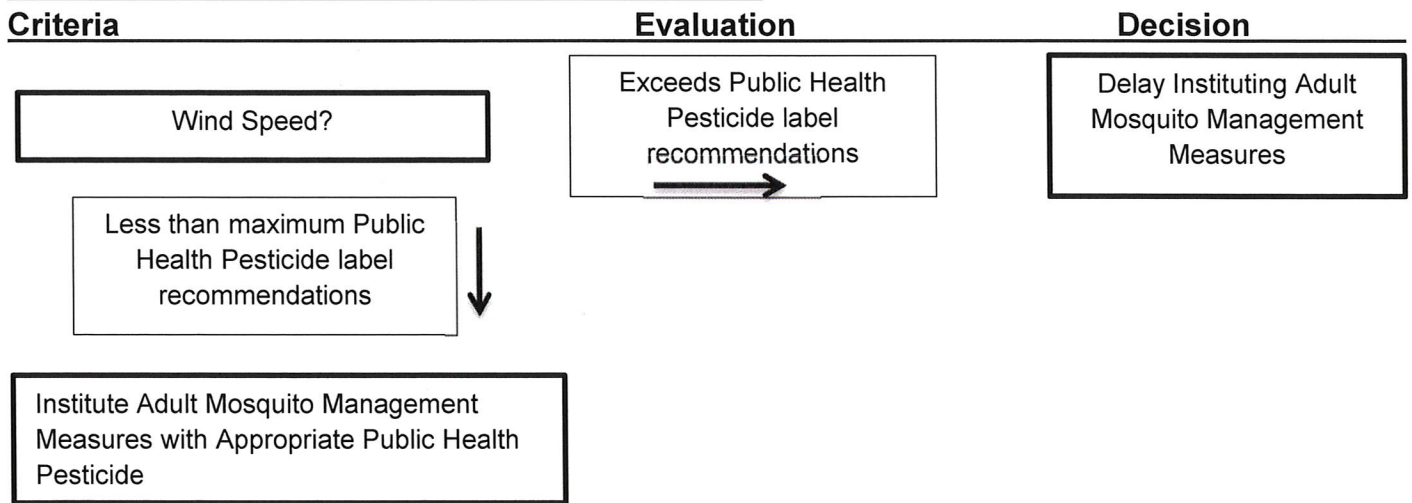 Criteria
Evaluation
Decision
Wind Speed?
Exceeds Public Health
Pesticide label
recommendations
Delay Instituting Adult
Mosquito Management
Measures
Less than maximum Public
Health Pesticide label
recommendations
Institute Adult Mosquito Management
Measures with Appropriate Public Health
Pesticide